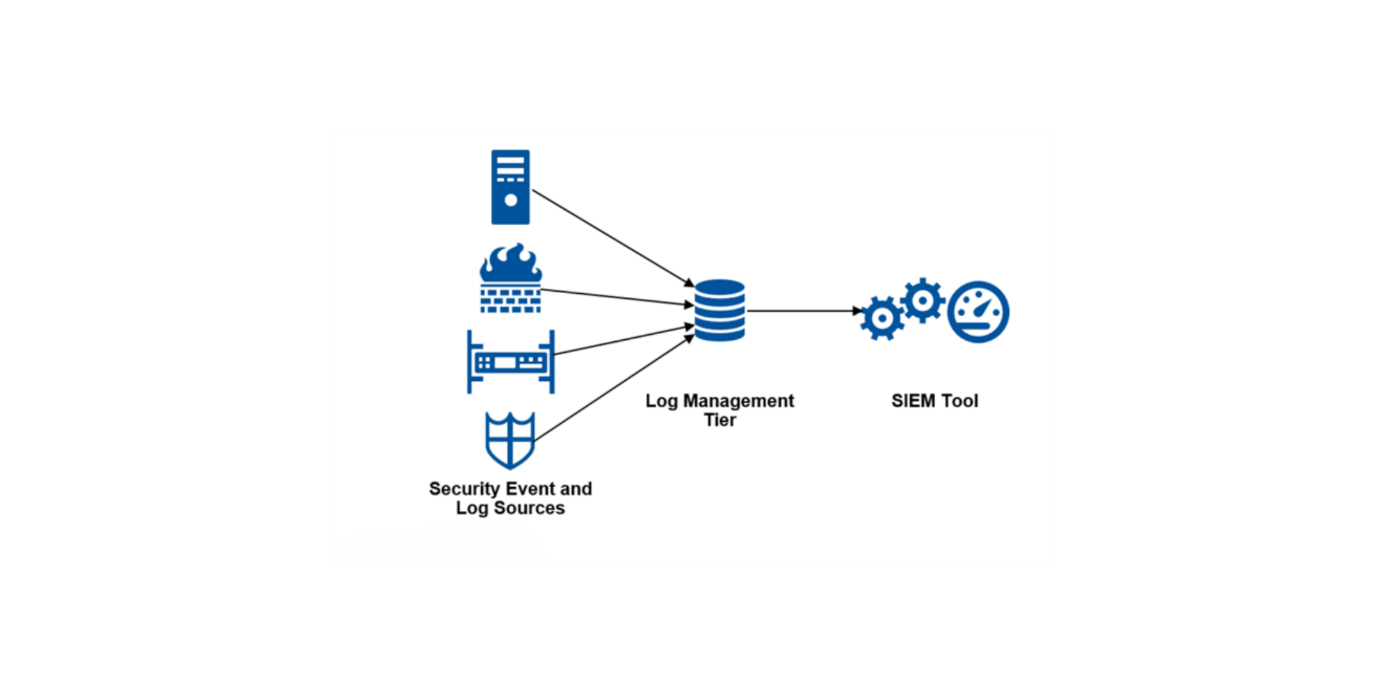 Log Management
Tier
SIEM Tool
Security Event and
Log Sources